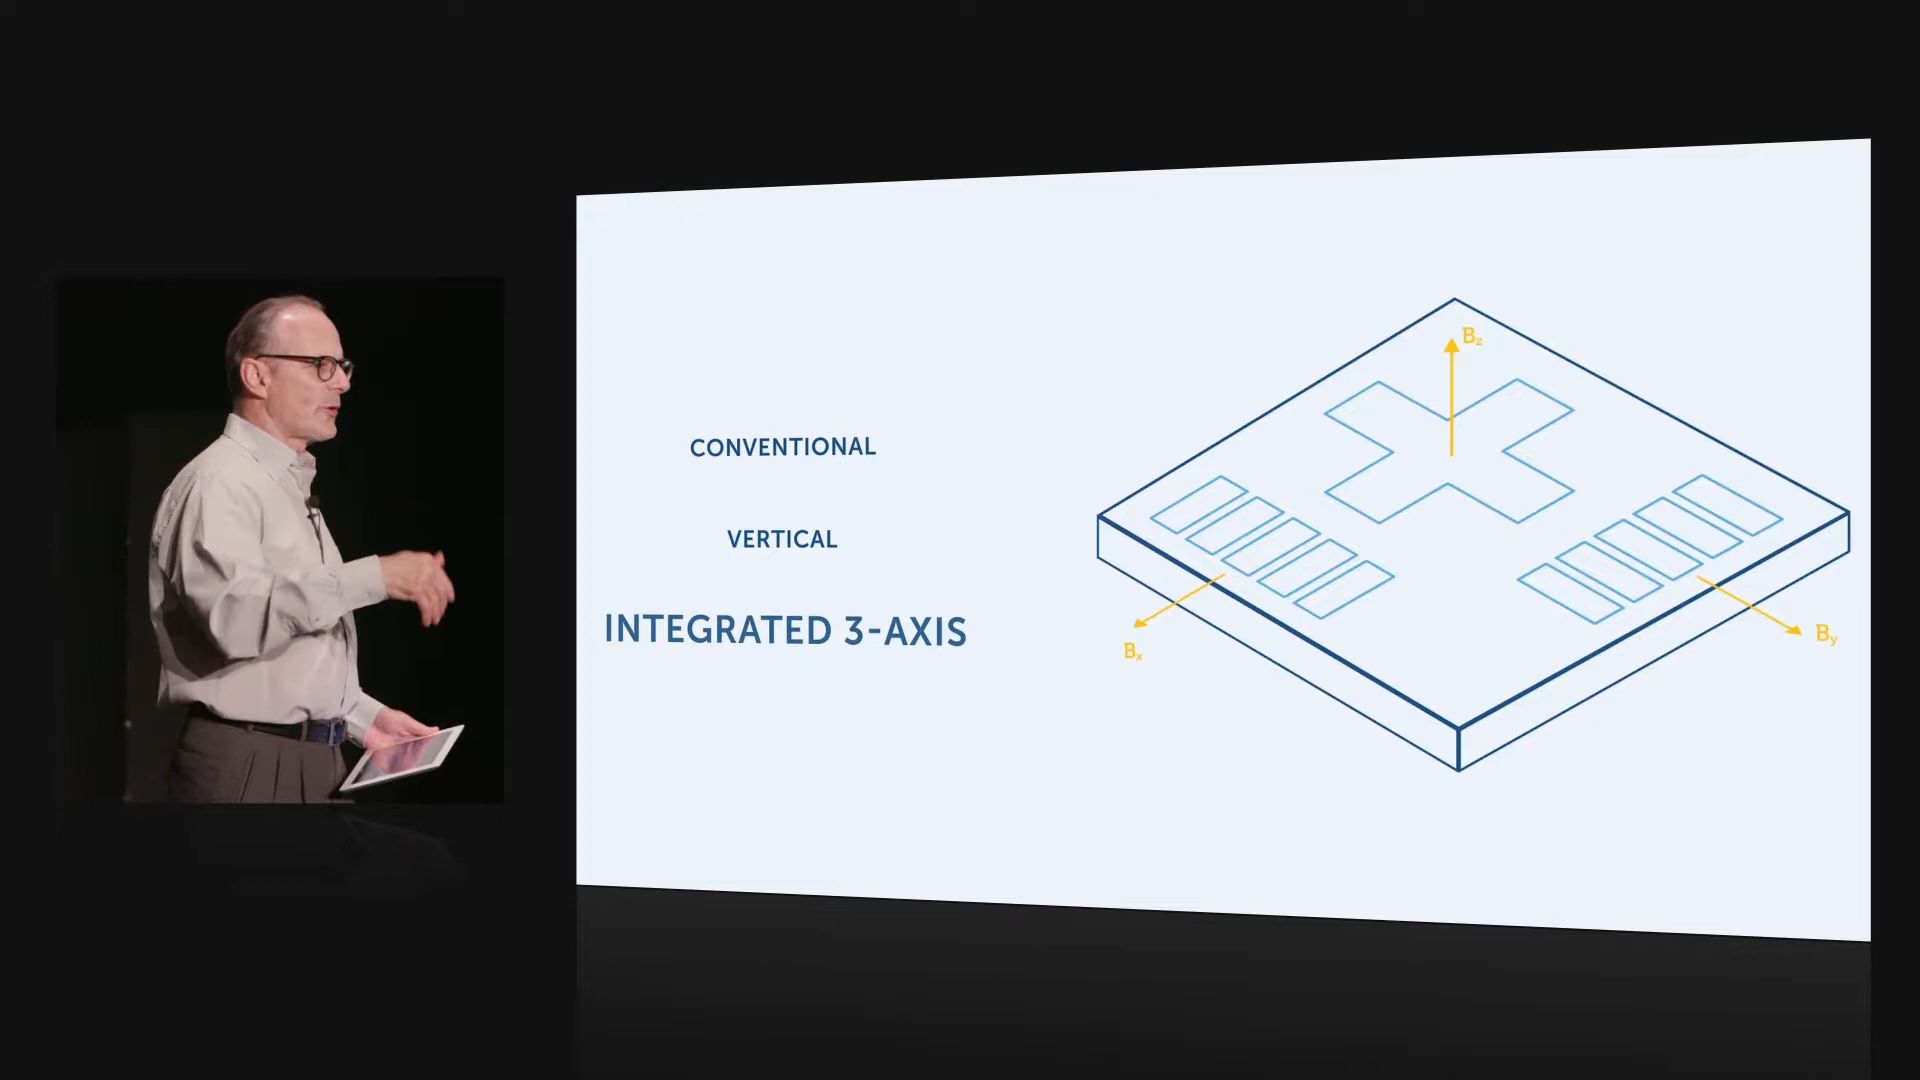 CONVENTIONAL
VERTICAL
INTEGRATED 3-AXIS
Bz
Bx
By